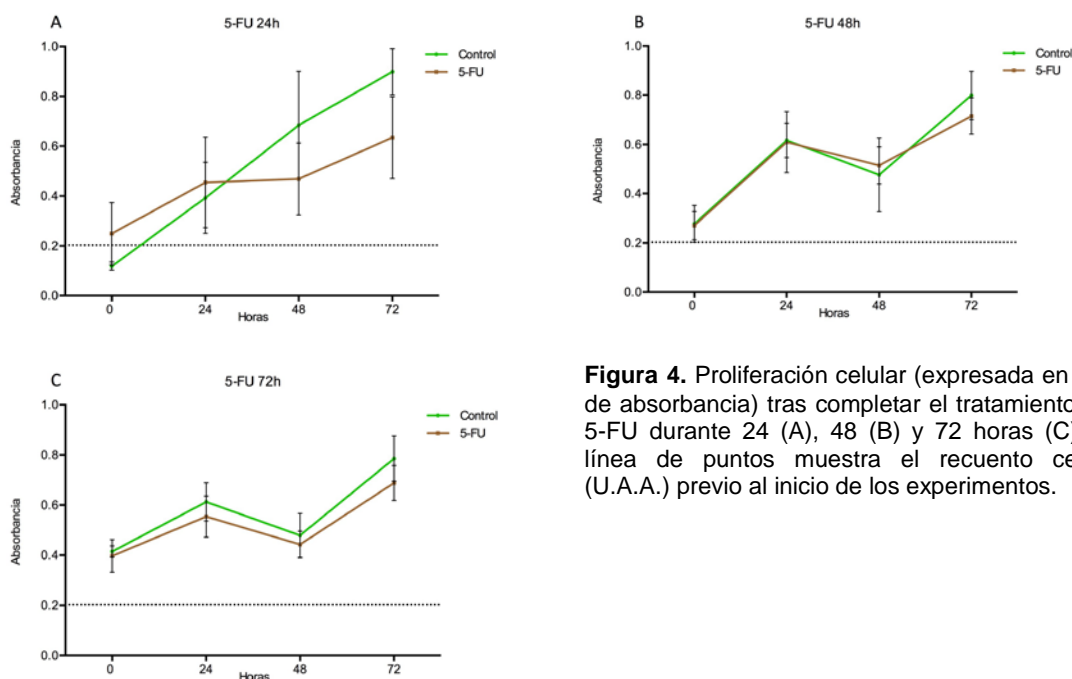 A
5-FU 24h
1.0
0.8
0.6
0.4
0.2
0.0
Absorbancia
Control
5-FU
0 24 48 72
Horas
B
5-FU 48h
1.0
0.8
0.6
0.4
0.2
0.0
Absorbancia
Control
5-FU
0 24 48 72
Horas
C
5-FU 72h
1.0
0.8
0.6
0.4
0.2
0.0
Absorbancia
Control
5-FU
0 24 48 72
Horas
Figura 4. Proliferación celular (expresada en
de absorbancia) tras completar el tratamiento
5-FU durante 24 (A), 48 (B) y 72 horas (C)
línea de puntos muestra el recuento ce
(U.A.A.) previo al inicio de los experimentos.